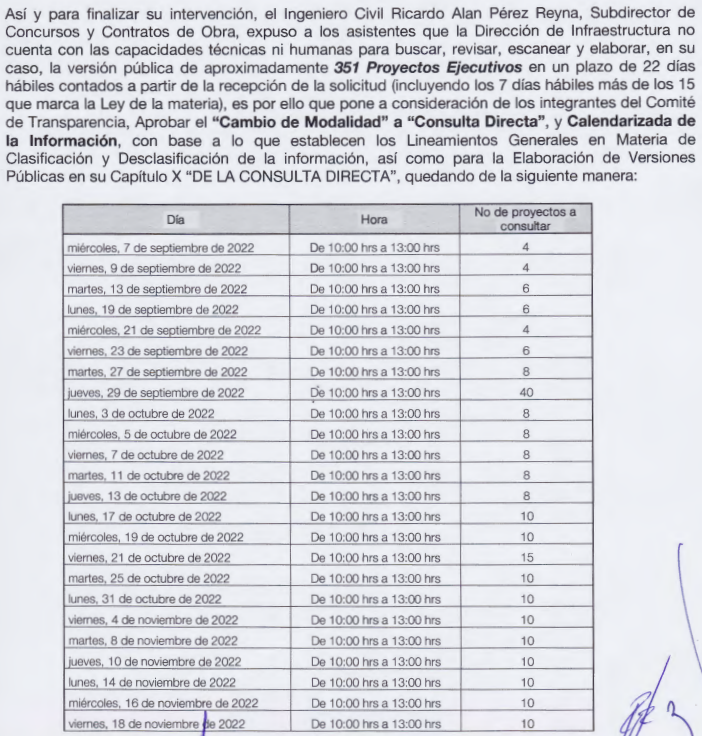 Así y para finalizar su intervención, el Ingeniero Civil Ricardo Alan Pérez Reyna, Subdirector de
Concursos y Contratos de Obra, expuso a los asistentes que la Dirección de Infraestructura no
cuenta con las capacidades técnicas ni humanas para buscar, revisar, escanear y elaborar, en su
caso, la versión pública de aproximadamente 351 Proyectos Ejecutivos en un plazo de 22 días
hábiles contados a partir de la recepción de la solicitud (incluyendo los 7 días hábiles más de los 15
que marca la Ley de la materia), es por ello que pone a consideración de los integrantes del Comité
de Transparencia, Aprobar el “Cambio de Modalidad” a “Consulta Directa”, y Calendarizada de
la Información, con base a lo que establecen los Lineamientos Generales en Materia de
Clasificación y Desclasificación de la información, así como para la Elaboración de Versiones
Públicas en su Capítulo X “DE LA CONSULTA DIRECTA”, quedando de la siguiente manera:
Día Hora No de proyectos a
consultar
miércoles, 7 de septiembre de 2022 De 10:00 hrs a 13:00 hrs 4
viernes, 9 de septiembre de 2022 De 10:00 hrs a 13:00 hrs 4
martes, 13 de septiembre de 2022 De 10:00 hrs a 13:00 hrs 6
lunes, 19 de septiembre de 2022 De 10:00 hrs a 13:00 hrs 6
miércoles, 21 de septiembre de 2022 De 10:00 hrs a 13:00 hrs 4
viernes, 23 de septiembre de 2022 De 10:00 hrs a 13:00 hrs 6
martes, 27 de septiembre de 2022 De 10:00 hrs a 13:00 hrs 8
jueves, 29 de septiembre de 2022 De 10:00 hrs a 13:00 hrs 40
lunes, 3 de octubre de 2022 De 10:00 hrs a 13:00 hrs 8
miércoles, 5 de octubre de 2022 De 10:00 hrs a 13:00 hrs 8
viernes, 7 de octubre de 2022 De 10:00 hrs a 13:00 hrs 8
martes, 11 de octubre de 2022 De 10:00 hrs a 13:00 hrs 8
jueves, 13 de octubre de 2022 De 10:00 hrs a 13:00 hrs 8
lunes, 17 de octubre de 2022 De 10:00 hrs a 13:00 hrs 10
miércoles, 19 de octubre de 2022 De 10:00 hrs a 13:00 hrs 10
viernes, 21 de octubre de 2022 De 10:00 hrs a 13:00 hrs 15
martes, 25 de octubre de 2022 De 10:00 hrs a 13:00 hrs 10
lunes, 31 de octubre de 2022 De 10:00 hrs a 13:00 hrs 10
viernes, 4 de noviembre de 2022 De 10:00 hrs a 13:00 hrs 10
martes, 8 de noviembre de 2022 De 10:00 hrs a 13:00 hrs 10
jueves, 10 de noviembre de 2022 De 10:00 hrs a 13:00 hrs 10
lunes, 14 de noviembre de 2022 De 10:00 hrs a 13:00 hrs 10
miércoles, 16 de noviembre de 2022 De 10:00 hrs a 13:00 hrs 10
viernes, 18 de noviembre de 2022 De 10:00 hrs a 13:00 hrs 10